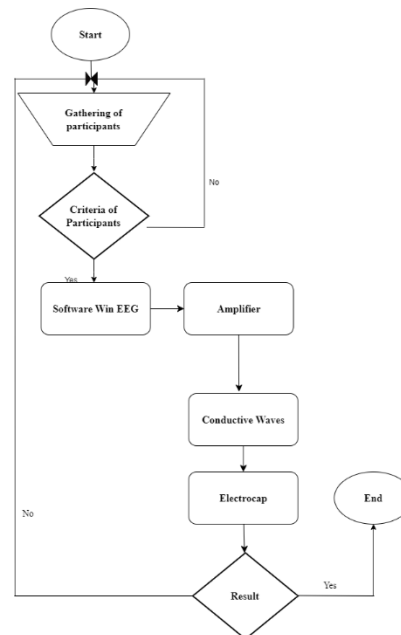 Start
Gathering of
participants
No
Criteria of
Participants
Yes
Software Win EEG
Amplifier
Conductive Waves
Electrocap
End
No
Yes
Result